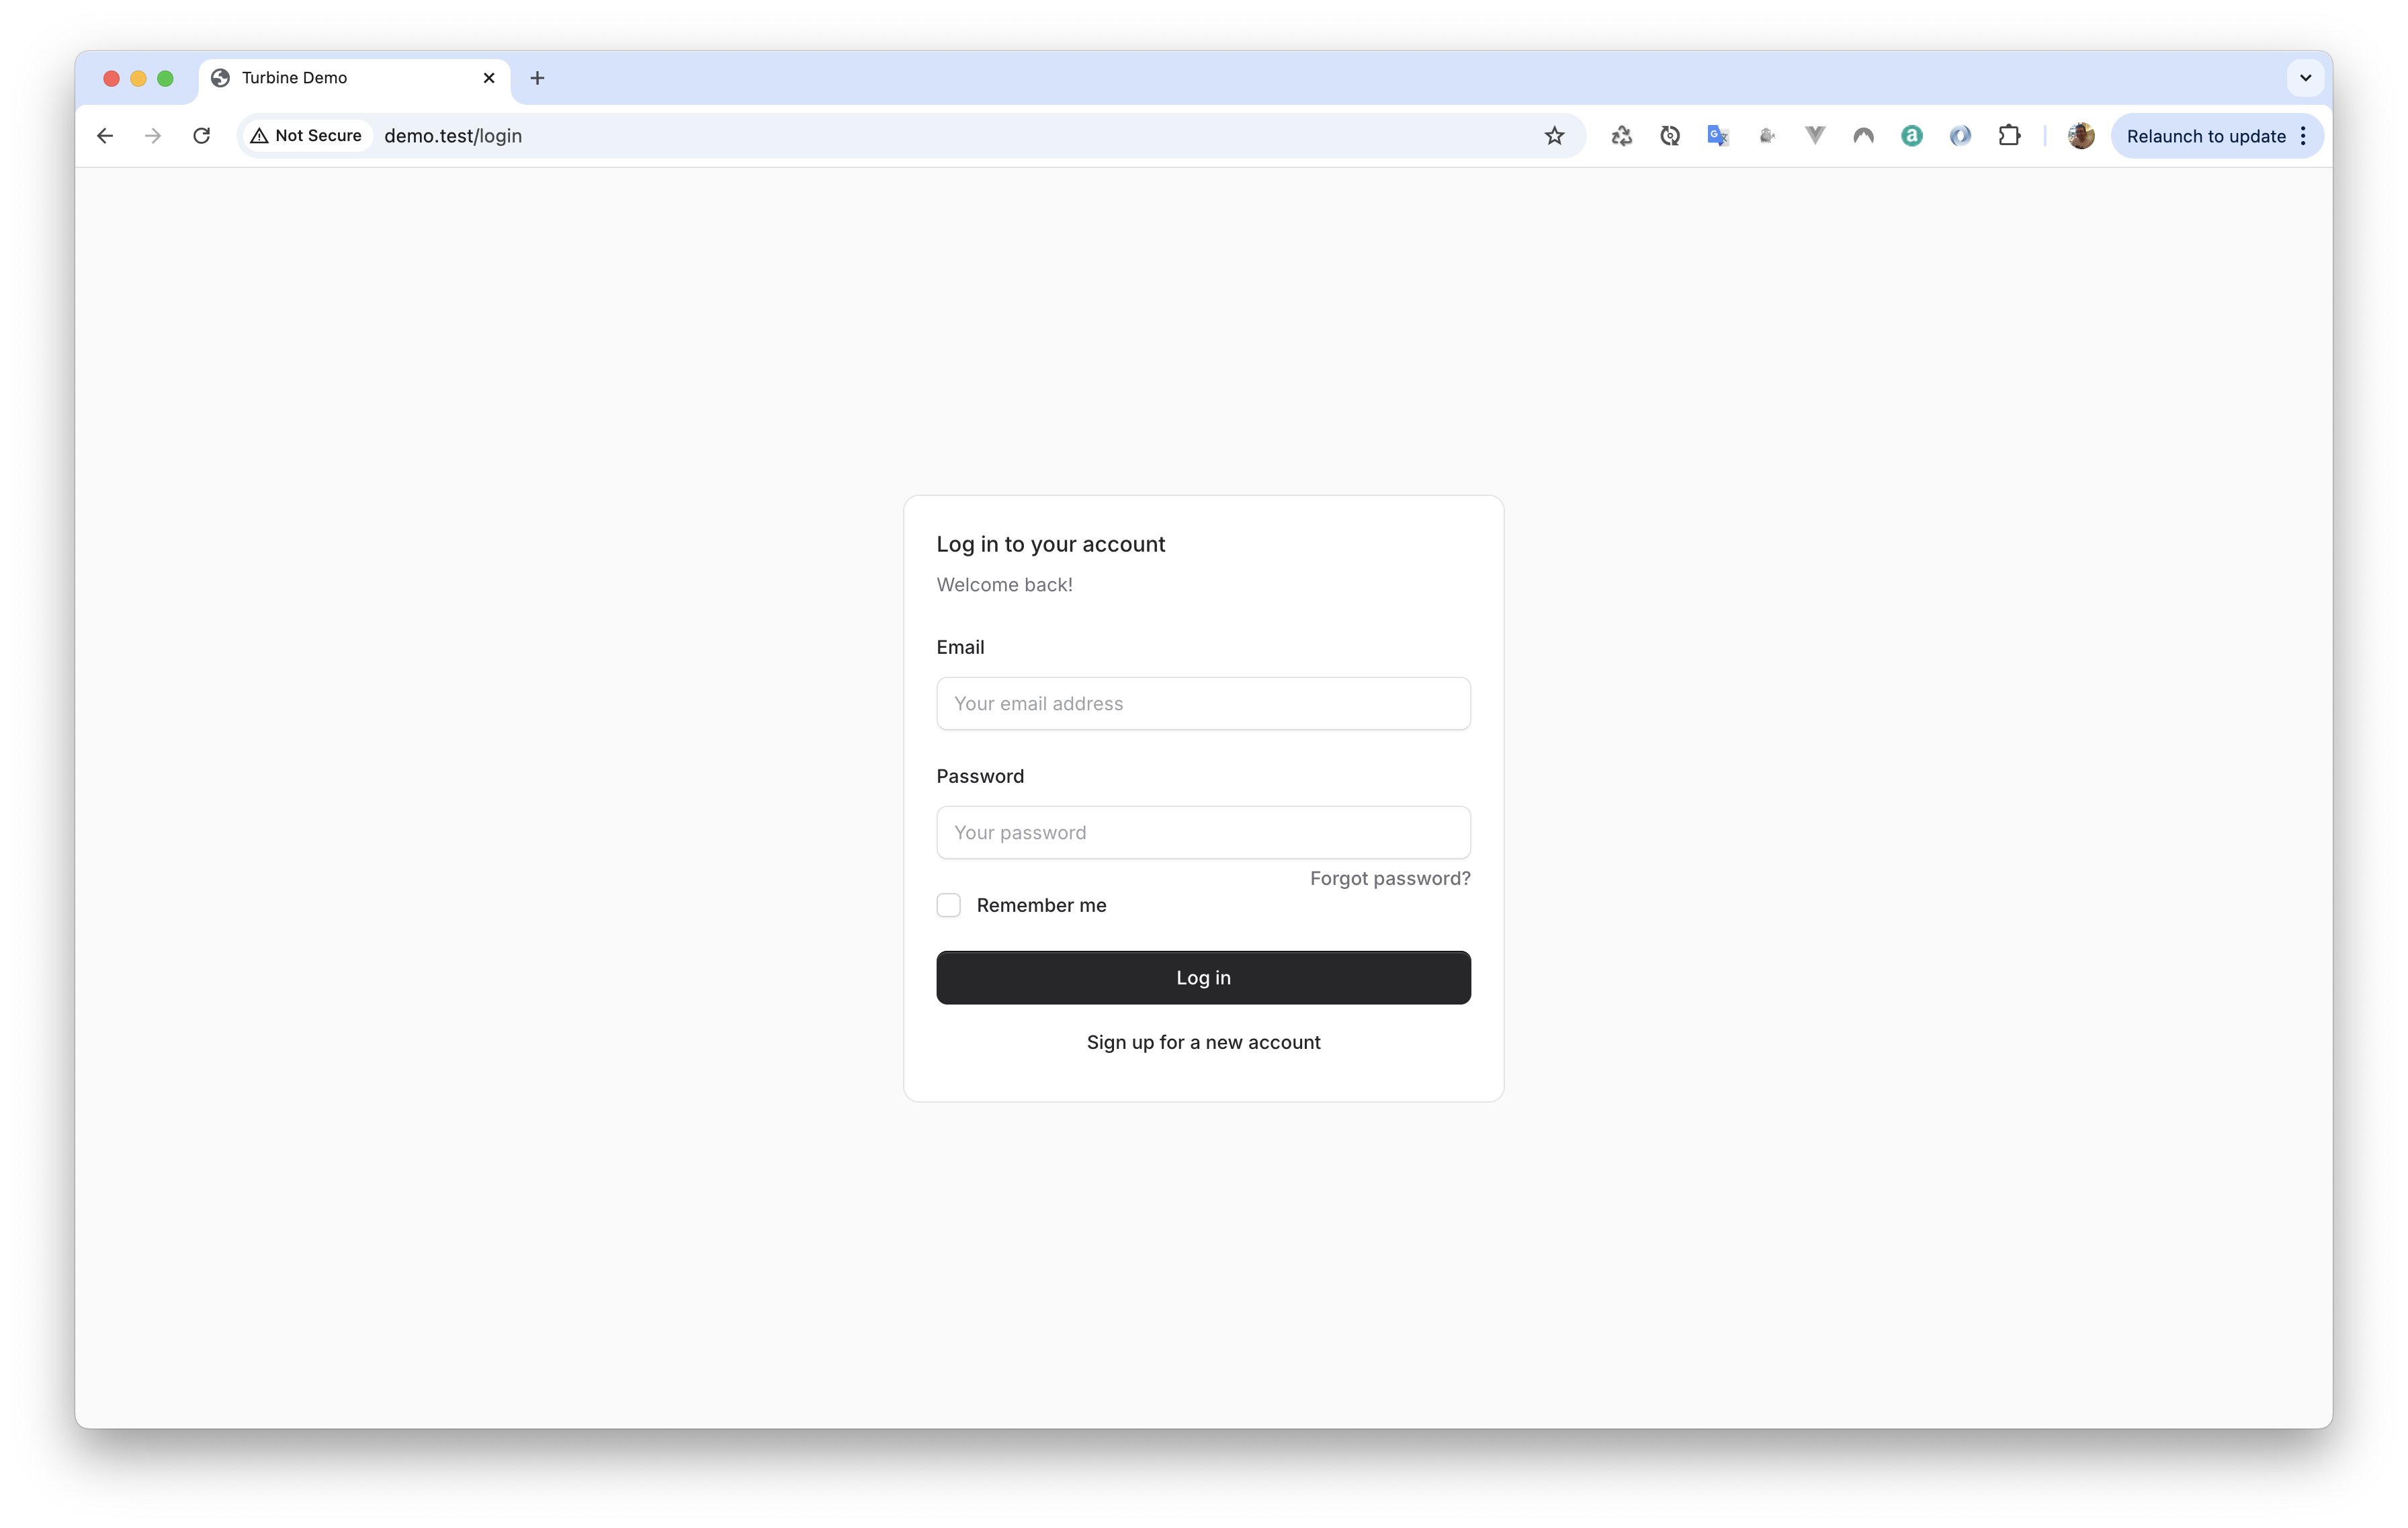 Turbine Demo
Not Secure demo.test/login
Relaunch to update
Log in to your account
Welcome back!
Email
Your email address
Password
Your password
Forgot password?
Remember me
Log in
Sign up for a new account